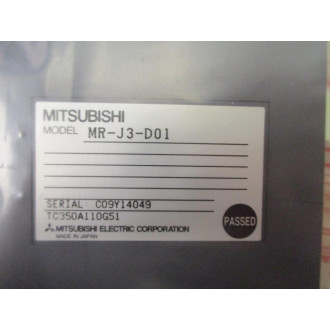 MITSUBISHI
MODEL MR-J3-D01
SERIAL C09Y14049
TC350A110G51
PASSED
MITSUBISHI ELECTRIC CORPORATION
MADE IN JAPAN